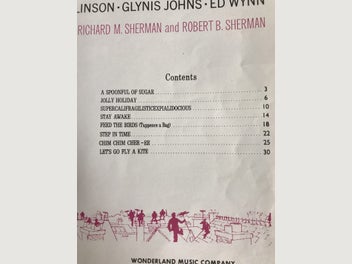 LINSON · GLYNIS JOHNS · ED WYNN
RICHARD M. SHERMAN and ROBERT B. SHERMAN
Contents
A SPOONFUL OF SUGAR 3
JOLLY HOLIDAY 6
SUPERCALIFRAGILISTICEXPIALIDOCIOUS 10
STAY AWAKE 14
FEED THE BIRDS (Tuppence a Bag) 18
STEP IN TIME 22
CHIM CHIM CHER-EE 25
LET'S GO FLY A KITE 30
WONDERLAND MUSIC COMPANY